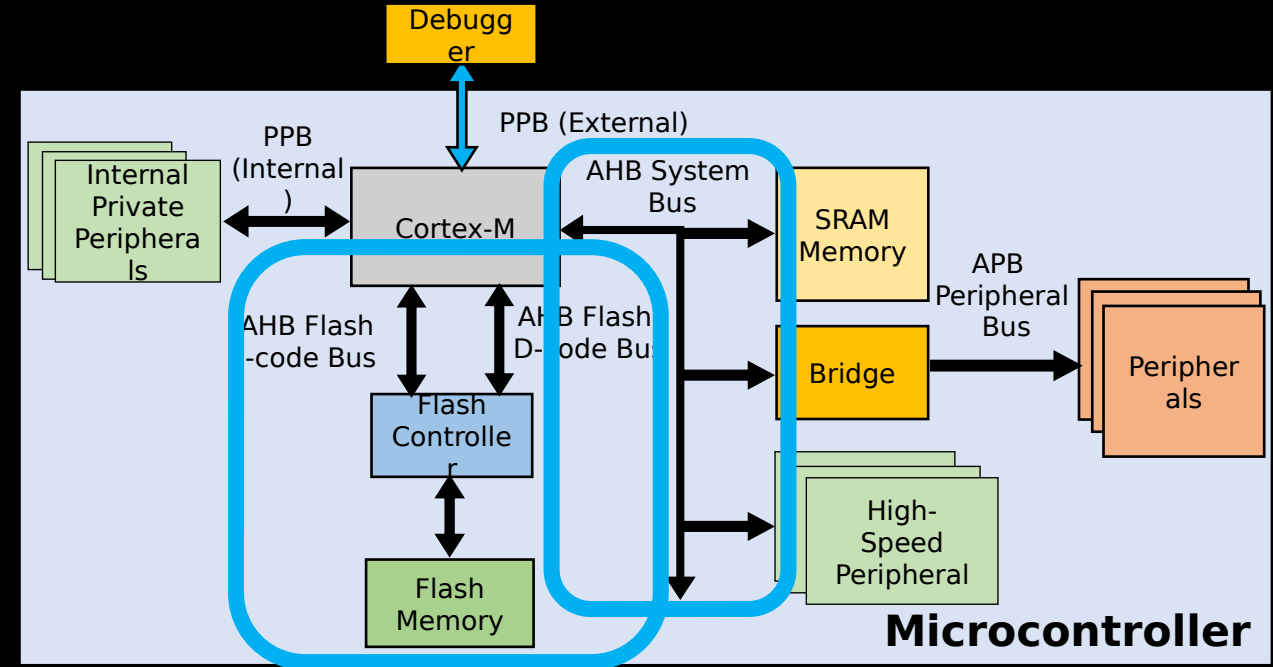 Debugg
er
PPB (External)
PPB
(Internal
)
Internal
Private
Periphera
ls
Cortex-M
AHB System
Bus
SRAM
Memory
APB
Peripheral
Bus
AHB Flash
-code Bus
AHB Flash
D-code Bus
Bridge
Peripher
als
Flash
Controlle
r
High-
Speed
Peripheral
Flash
Memory
Microcontroller